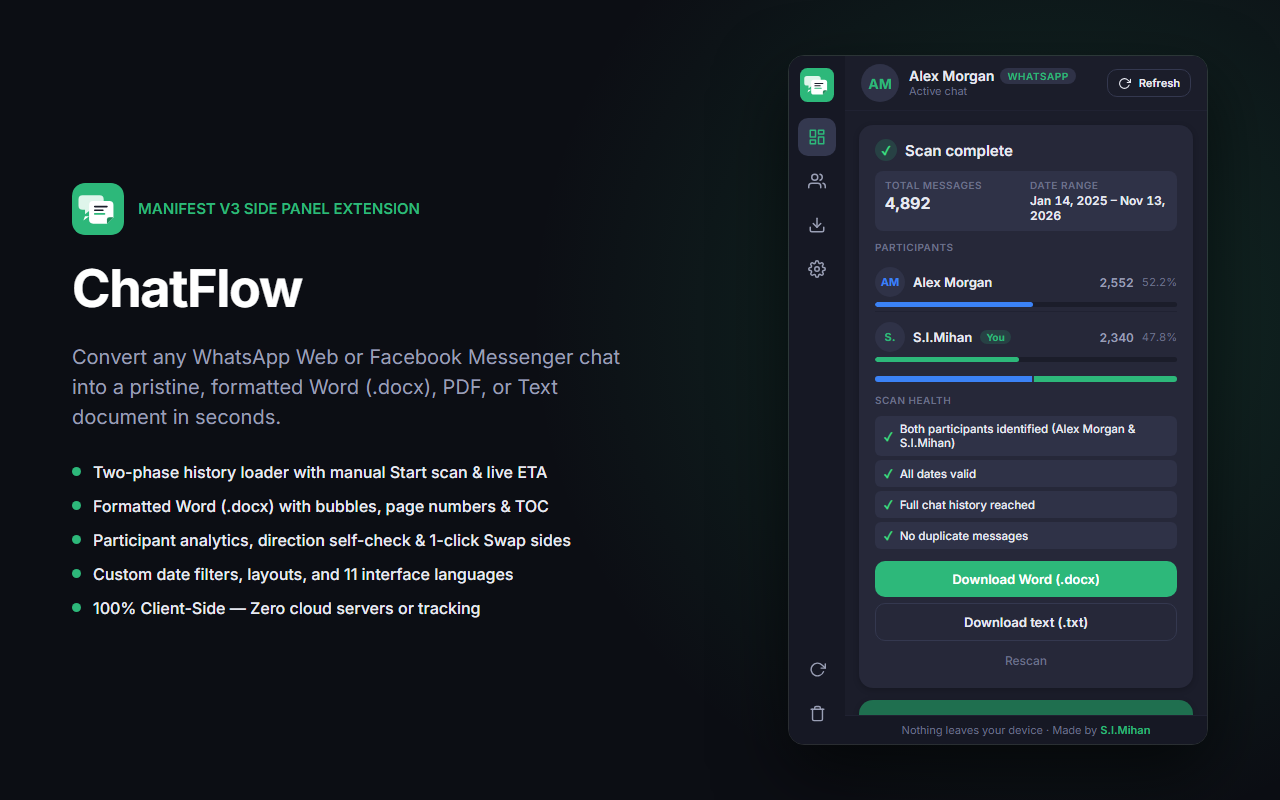 MANIFEST V3 SIDE PANEL EXTENSION
ChatFlow
Convert any WhatsApp Web or Facebook Messenger chat
into a pristine, formatted Word (.docx), PDF, or Text
document in seconds.
Two-phase history loader with manual Start scan & live ETA
Formatted Word (.docx) with bubbles, page numbers & TOC
Participant analytics, direction self-check & 1-click Swap sides
Custom date filters, layouts, and 11 interface languages
100% Client-Side — Zero cloud servers or tracking
AM
Alex Morgan WHATSAPP
Active chat
Refresh
Scan complete
TOTAL MESSAGES
4,892
DATE RANGE
Jan 14, 2025 – Nov 13,
2026
PARTICIPANTS
AM Alex Morgan 2,552 52.2%
S. S.I.Mihan You 2,340 47.8%
SCAN HEALTH
Both participants identified (Alex Morgan &
S.I.Mihan)
All dates valid
Full chat history reached
No duplicate messages
Download Word (.docx)
Download text (.txt)
Rescan
Nothing leaves your device · Made by S.I.Mihan